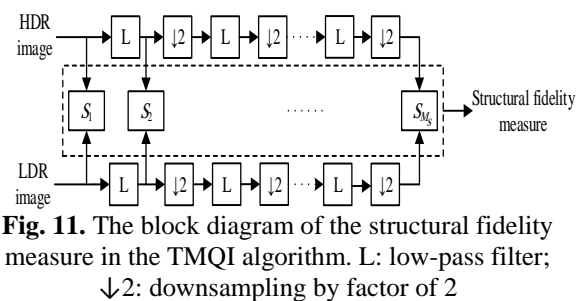 HDR image
L ↓2 L ↓2 ····· L ↓2
S₁ S₂ ······ S_{M_S}
Structural fidelity measure
LDR image
L ↓2 L ↓2 ··· L ↓2
Fig. 11. The block diagram of the structural fidelity
measure in the TMQI algorithm. L: low-pass filter;
↓2: downsampling by factor of 2